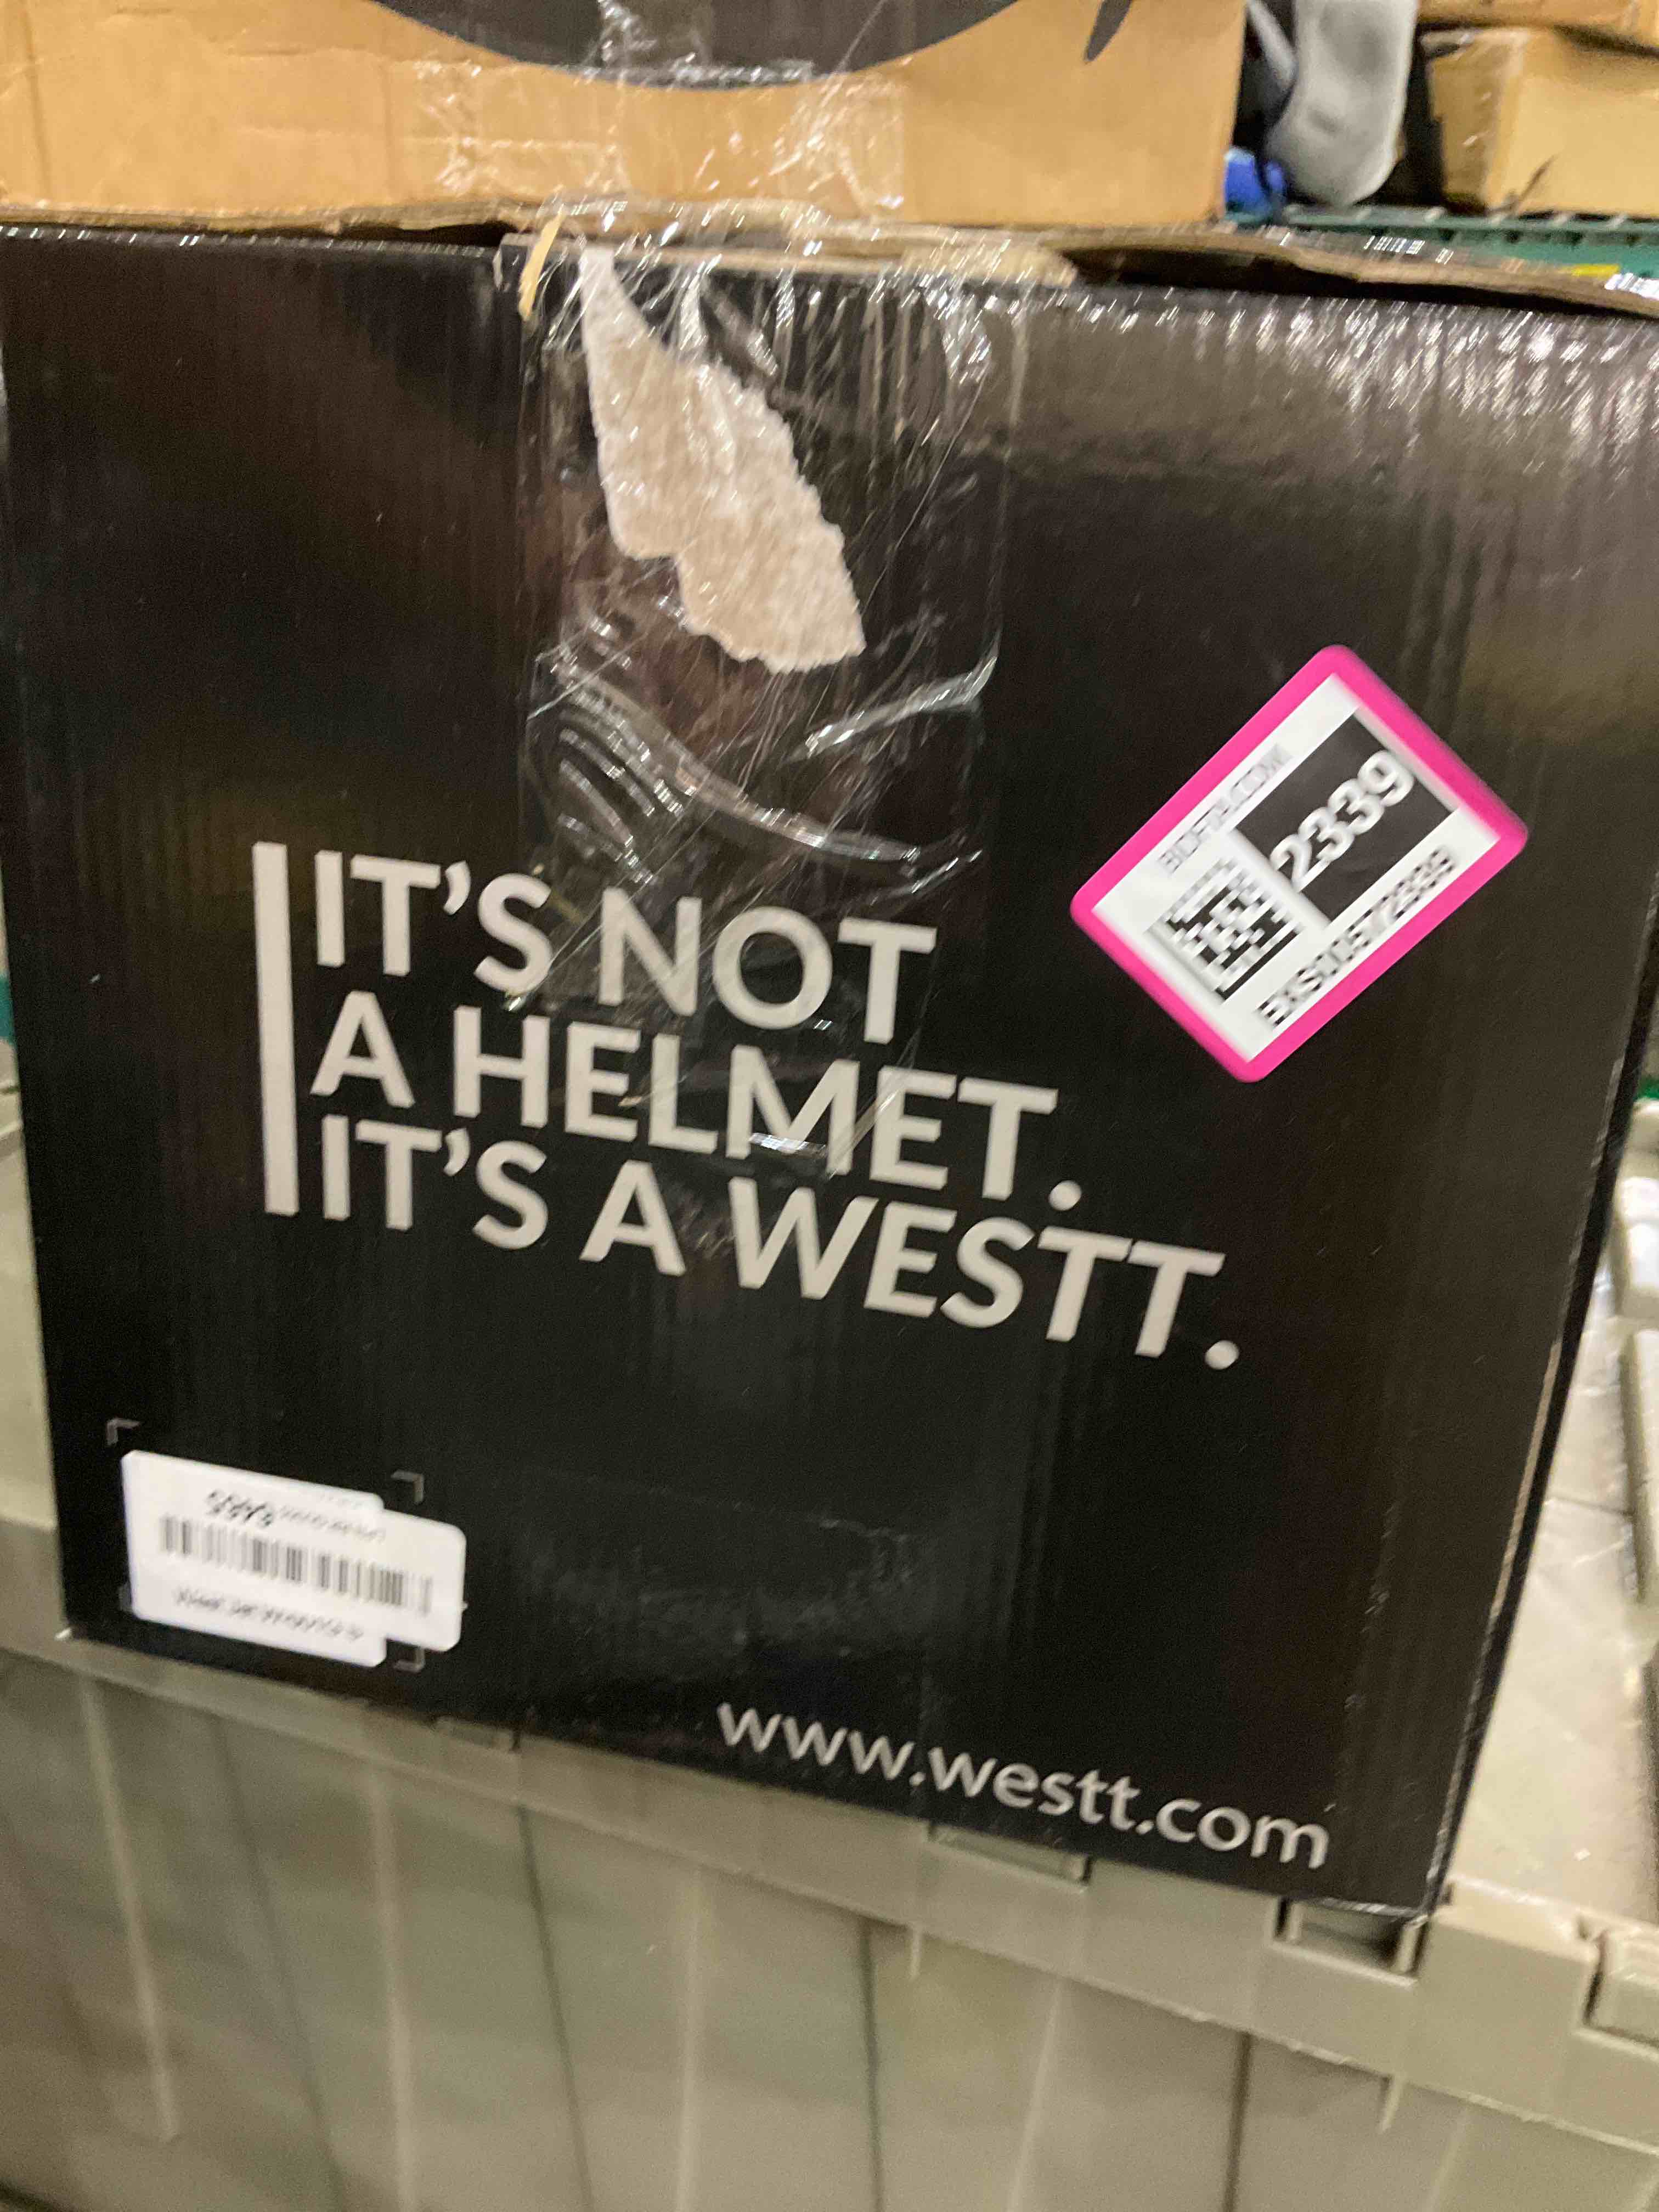 IT'S NOT
A HELMET.
IT'S A WESTT.
2339
www.westt.com